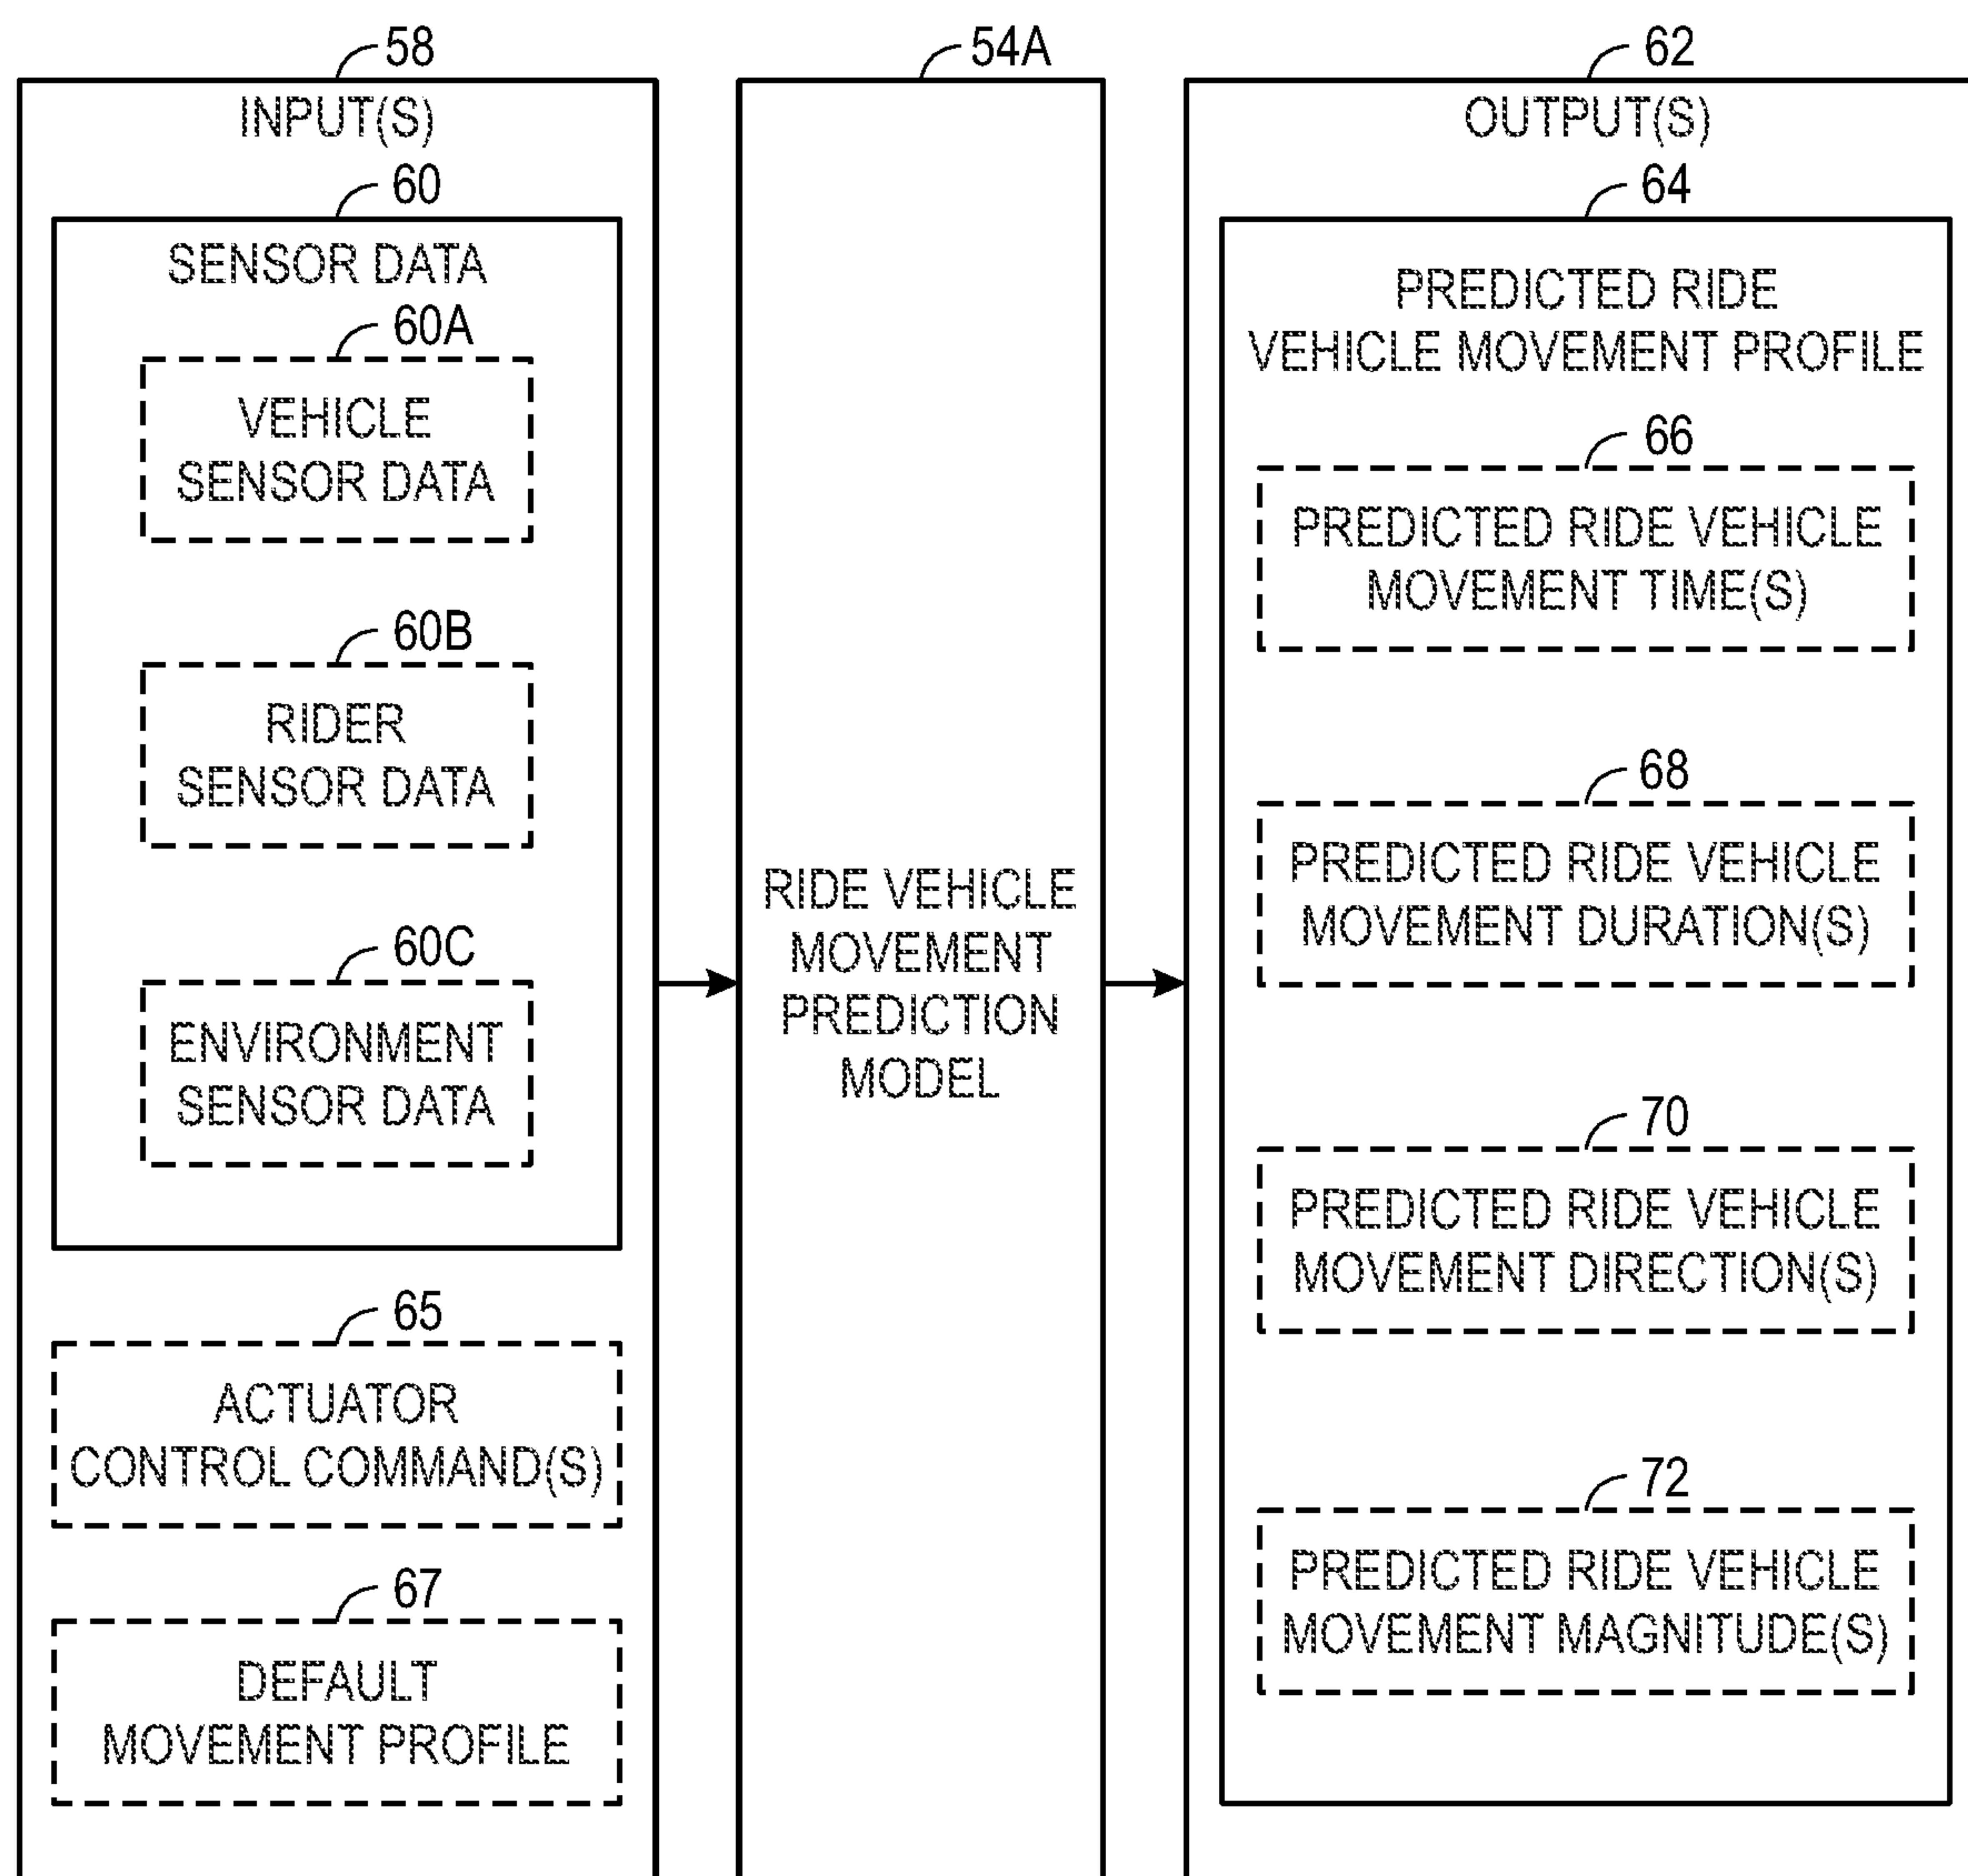 58
INPUT(S)
60
SENSOR DATA
60A
VEHICLE
SENSOR DATA
60B
RIDER
SENSOR DATA
60C
ENVIRONMENT
SENSOR DATA
65
ACTUATOR
CONTROL COMMAND(S)
67
DEFAULT
MOVEMENT PROFILE
54A
RIDE VEHICLE
MOVEMENT
PREDICTION
MODEL
62
OUTPUT(S)
64
PREDICTED RIDE
VEHICLE MOVEMENT PROFILE
66
PREDICTED RIDE VEHICLE
MOVEMENT TIME(S)
68
PREDICTED RIDE VEHICLE
MOVEMENT DURATION(S)
70
PREDICTED RIDE VEHICLE
MOVEMENT DIRECTION(S)
72
PREDICTED RIDE VEHICLE
MOVEMENT MAGNITUDE(S)